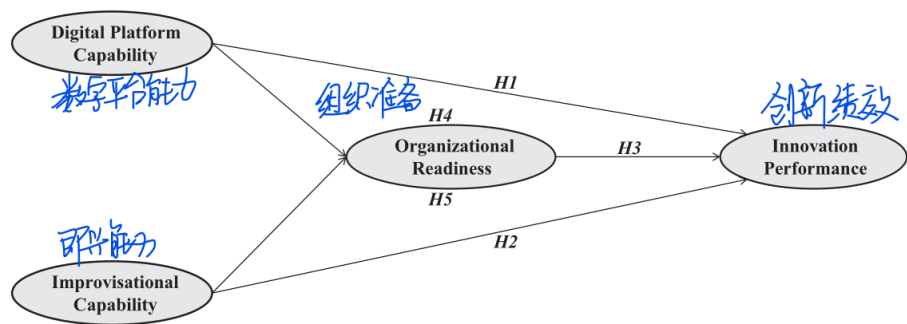 Digital Platform
Capability
数字平台能力
H1
组织准备
H4
创新绩效
Organizational
Readiness
H3
Innovation
Performance
H5
即兴能力
H2
Improvisational
Capability